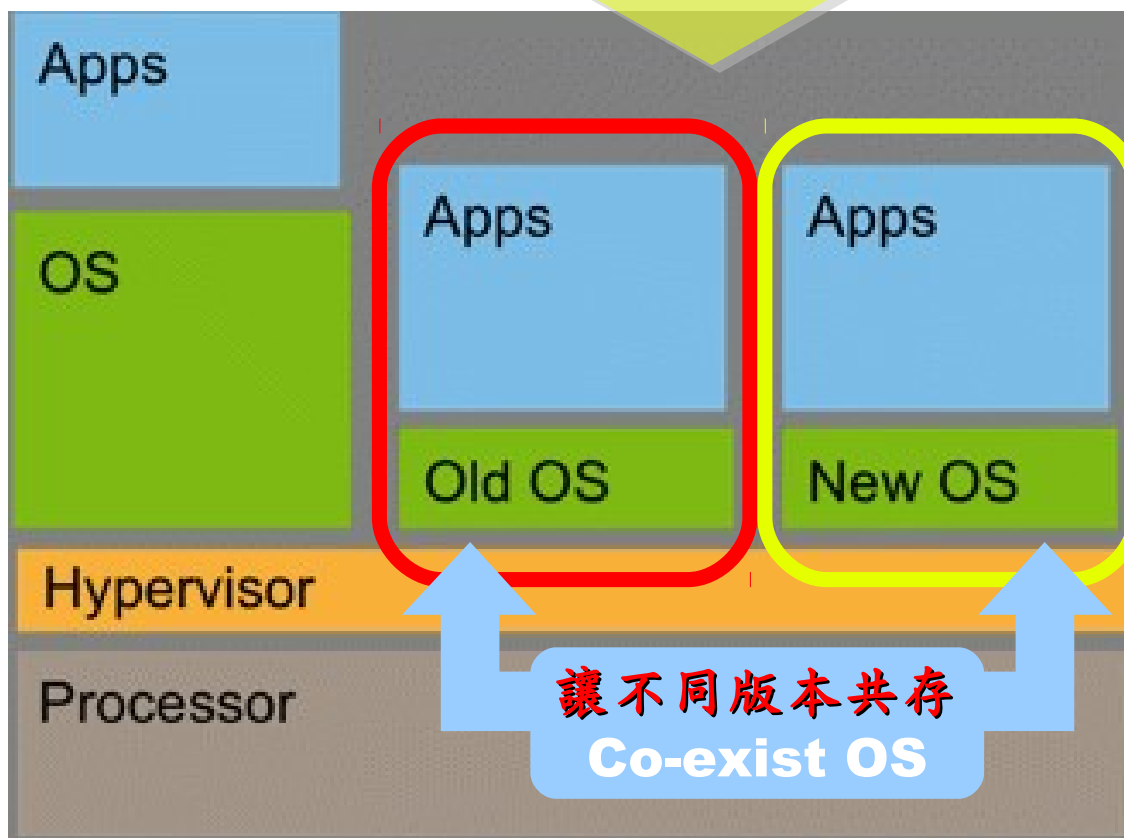 Apps
OS
Apps
Old OS
Apps
New OS
Hypervisor
Processor
讓不同版本共存
Co-exist OS